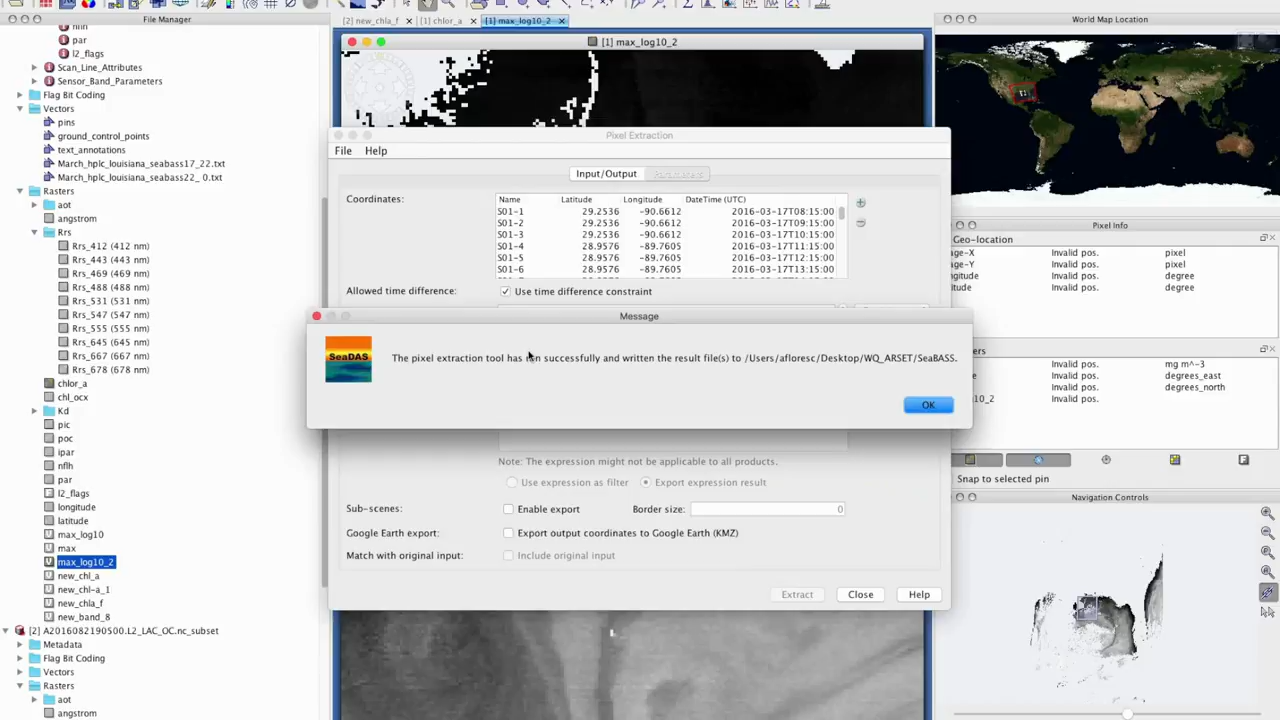 File Manager
[2] new_chla_f
[1] chlor_a
[1] max_log10_2
World Map Location
nflh
par
l2_flags
Scan_Line_Attributes
Sensor_Band_Parameters
Flag Bit Coding
Vectors
pins
ground_control_points
text_annotations
March_hplc_louisiana_seabass17_22.txt
March_hplc_louisiana_seabass22_ 0.txt
Rasters
aot
angstrom
Rrs
Rrs_412 (412 nm)
Rrs_443 (443 nm)
Rrs_469 (469 nm)
Rrs_488 (488 nm)
Rrs_531 (531 nm)
Rrs_547 (547 nm)
Rrs_555 (555 nm)
Rrs_645 (645 nm)
Rrs_667 (667 nm)
Rrs_678 (678 nm)
chlor_a
chl_ocx
Kd
pic
poc
ipar
nflh
par
l2_flags
longitude
latitude
max_log10
max
max_log10_2
new_chl_a
new_chl-a_1
new_chla_f
new_band_8
[2] A2016082190500.L2_LAC_OC.nc_subset
Metadata
Flag Bit Coding
Vectors
Rasters
aot
angstrom
[1] max_log10_2
Pixel Extraction
File Help
Input/Output Parameters
Coordinates:
Name Latitude Longitude DateTime (UTC)
S01-1 29.2536 -90.6612 2016-03-17T08:15:00
S01-2 29.2536 -90.6612 2016-03-17T09:15:00
S01-3 29.2536 -90.6612 2016-03-17T10:15:00
S01-4 28.9576 -89.7605 2016-03-17T11:15:00
S01-5 28.9576 -89.7605 2016-03-17T12:15:00
S01-6 28.9576 -89.7605 2016-03-17T13:15:00
Allowed time difference: Use time difference constraint
Message
SeaDAS
The pixel extraction tool has run successfully and written the result file(s) to /Users/afloresc/Desktop/WQ_ARSET/SeaBASS.
OK
Note: The expression might not be applicable to all products.
Use expression as filter Export expression result
Sub-scenes: Enable export Border size: 0
Google Earth export: Export output coordinates to Google Earth (KMZ)
Match with original input: Include original input
Extract Close Help
Pixel Info
Geo-location
age-X Invalid pos. pixel
age-Y Invalid pos. pixel
ngitude Invalid pos. degree
itude Invalid pos. degree
ers
Invalid pos. mg m^-3
e Invalid pos. degrees_east
Invalid pos. degrees_north
10_2 Invalid pos.
Snap to selected pin
Navigation Controls